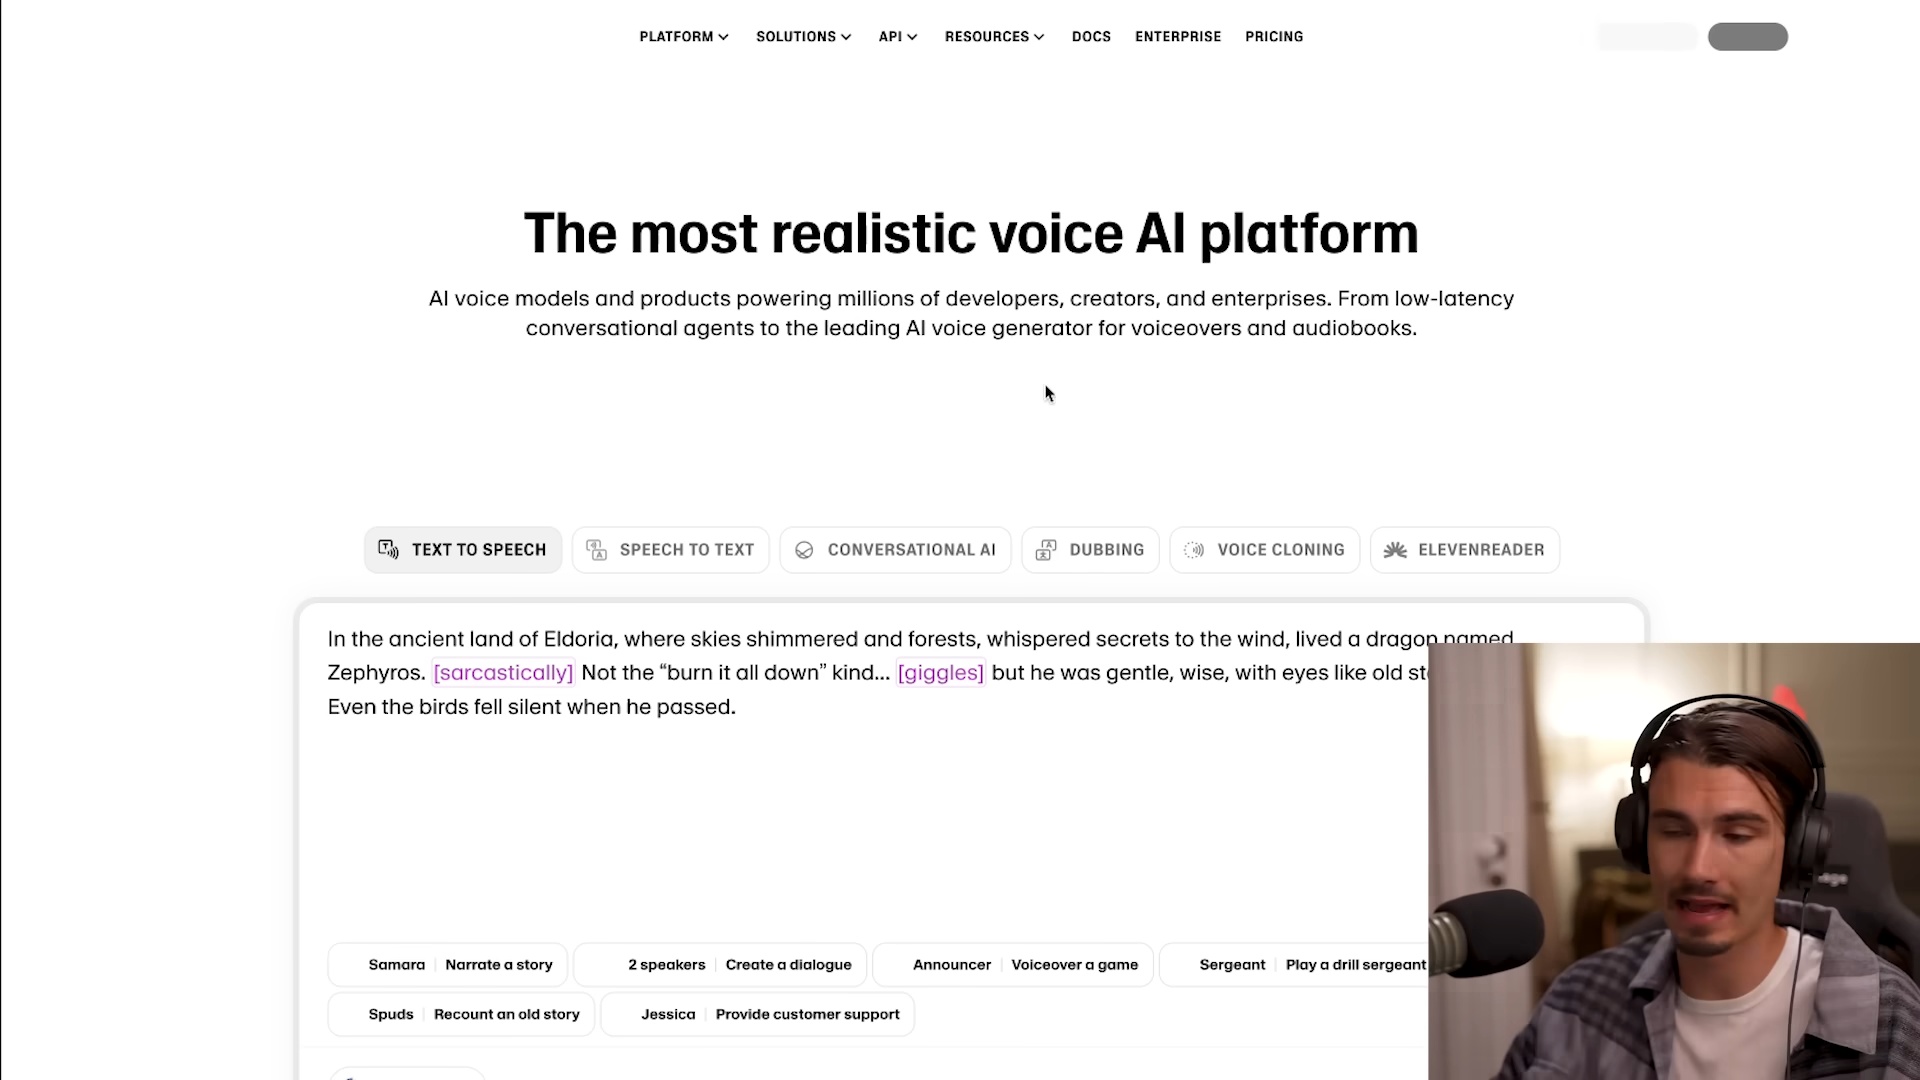 PLATFORM SOLUTIONS API RESOURCES DOCS ENTERPRISE PRICING
The most realistic voice AI platform
AI voice models and products powering millions of developers, creators, and enterprises. From low-latency
conversational agents to the leading AI voice generator for voiceovers and audiobooks.
TEXT TO SPEECH SPEECH TO TEXT CONVERSATIONAL AI DUBBING VOICE CLONING ELEVENREADER
In the ancient land of Eldoria, where skies shimmered and forests, whispered secrets to the wind, lived a dragon named
Zephyros. [sarcastically] Not the “burn it all down” kind... [giggles] but he was gentle, wise, with eyes like old
Even the birds fell silent when he passed.
Samara Narrate a story 2 speakers Create a dialogue Announcer Voiceover a game Sergeant Play a drill sergeant
Spuds Recount an old story Jessica Provide customer support